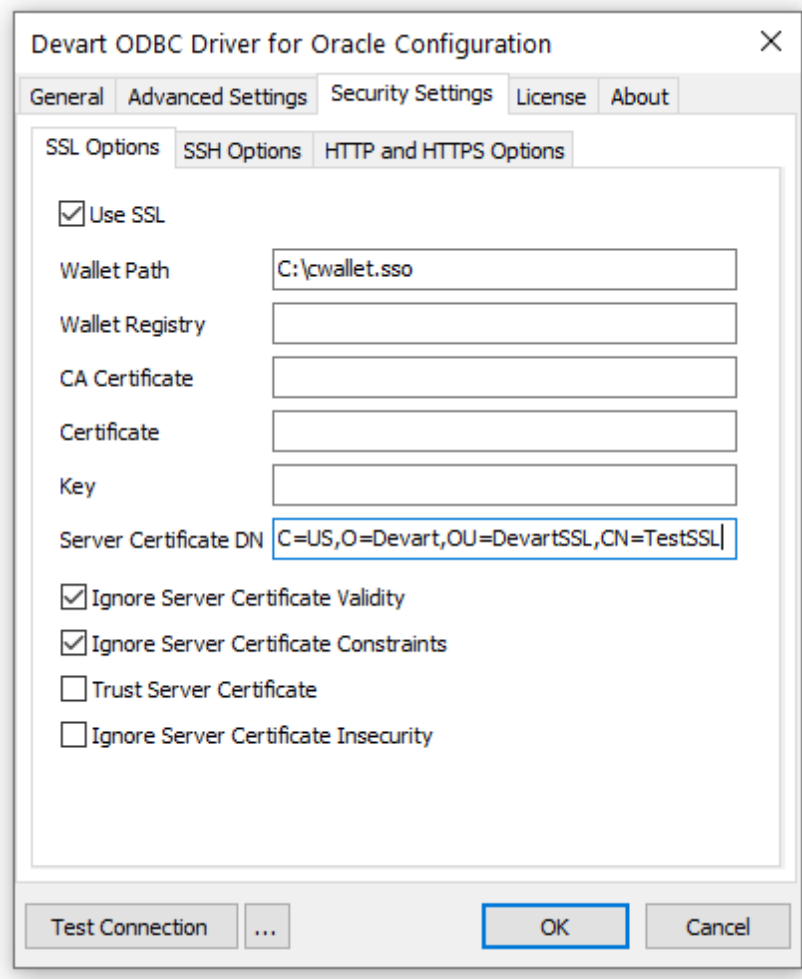 Devart ODBC Driver for Oracle Configuration
General Advanced Settings Security Settings License About
SSL Options SSH Options HTTP and HTTPS Options
Use SSL
Wallet Path C:\cwallet.sso
Wallet Registry
CA Certificate
Certificate
Key
Server Certificate DN C=US,O=Devart,OU=DevartSSL,CN=TestSSL
Ignore Server Certificate Validity
Ignore Server Certificate Constraints
Trust Server Certificate
Ignore Server Certificate Insecurity
Test Connection ... OK Cancel